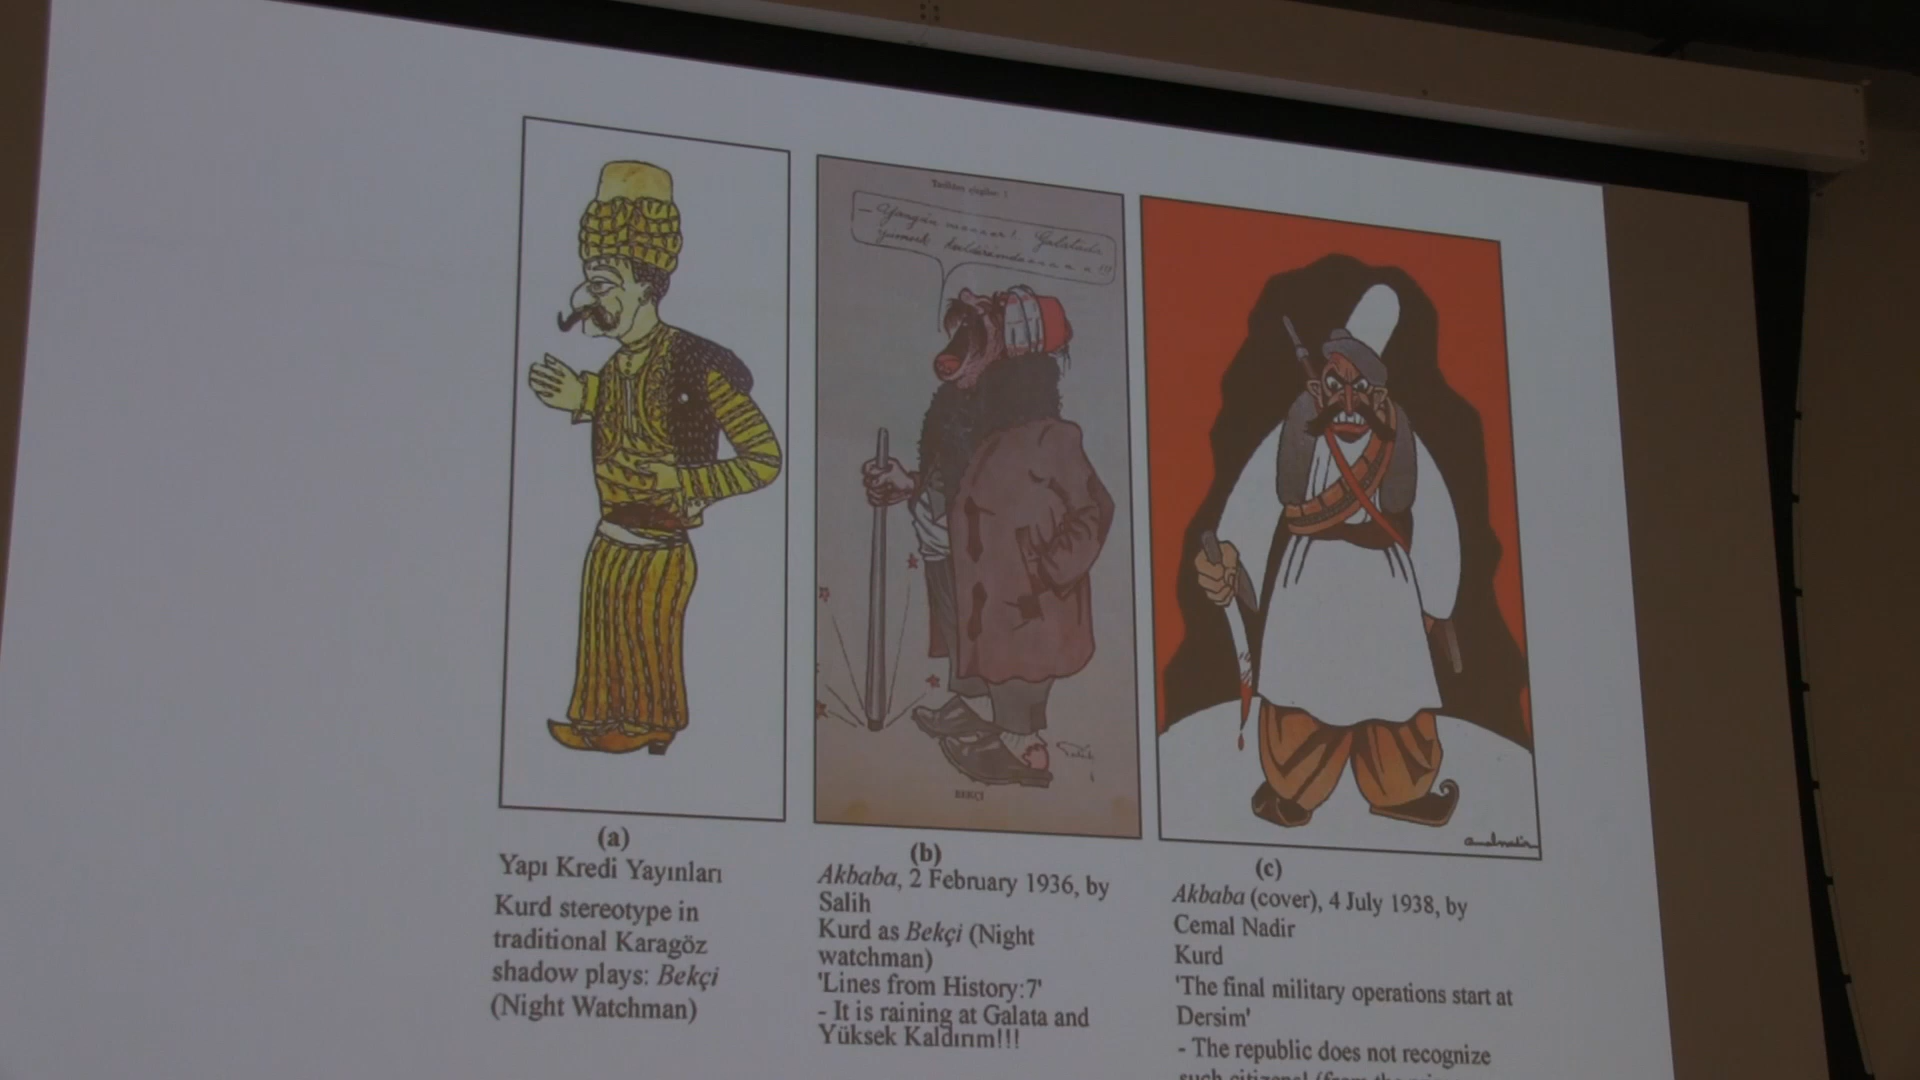 (a)
Yapı Kredi Yayınları
Kurd stereotype in
traditional Karagöz
shadow plays: Bekçi
(Night Watchman)
BEKÇİ
(b)
Akbaba, 2 February 1936, by
Salih
Kurd as Bekçi (Night
watchman)
'Lines from History:7'
- It is raining at Galata and
Yüksek Kaldırım!!!
(c)
Akbaba (cover), 4 July 1938, by
Cemal Nadir
Kurd
'The final military operations start at
Dersim'
- The republic does not recognize